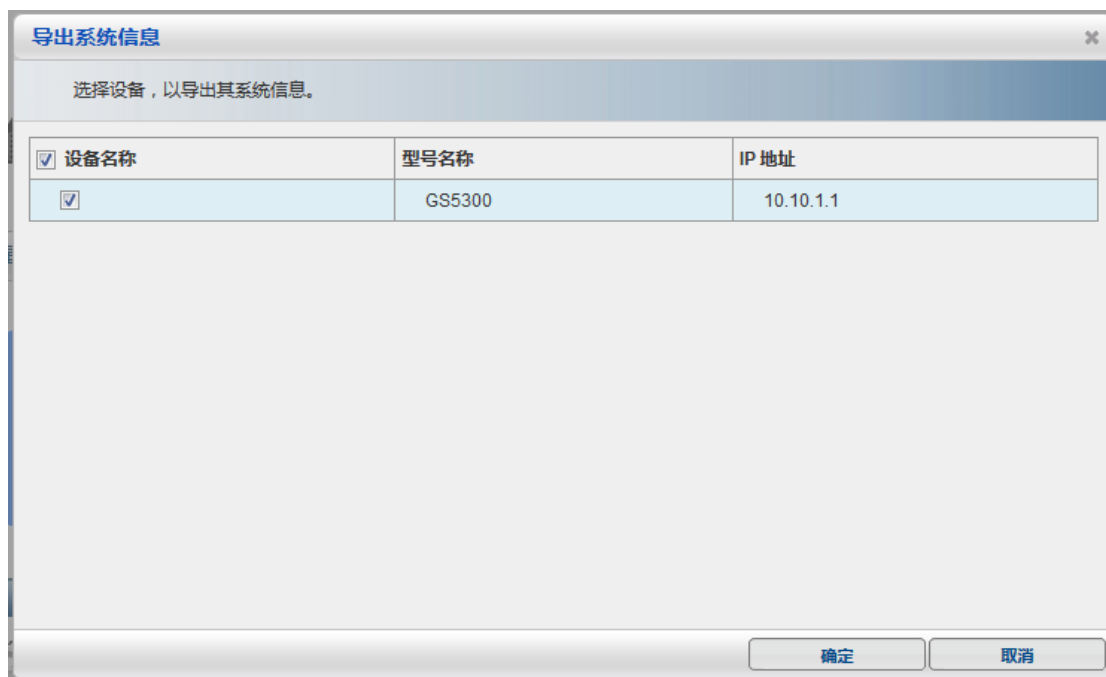 导出系统信息
选择设备，以导出其系统信息。
设备名称 型号名称 IP 地址
GS5300 10.10.1.1
确定 取消